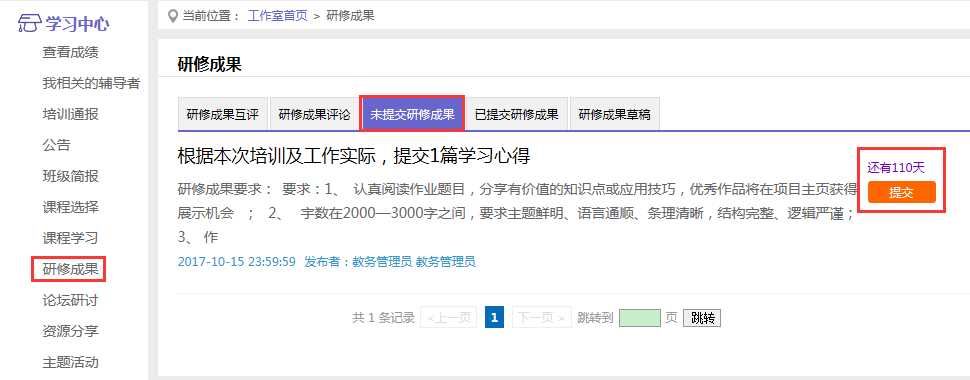 学习中心
查看成绩
我相关的辅导者
培训通报
公告
班级简报
课程选择
课程学习
研修成果
论坛研讨
资源分享
主题活动
当前位置： 工作室首页 > 研修成果
研修成果
研修成果互评 研修成果评论 未提交研修成果 已提交研修成果 研修成果草稿
根据本次培训及工作实际，提交1篇学习心得
还有110天
提交
研修成果要求： 要求：1、 认真阅读作业题目，分享有价值的知识点或应用技巧，优秀作品将在项目主页获得
展示机会 ； 2、 宇数在2000—3000字之间，要求主题鲜明、语言通顺、条理清晰，结构完整、逻辑严谨；
3、 作
2017-10-15 23:59:59 发布者：教务管理员 教务管理员
共 1 条记录 <上一页 1 下一页 > 跳转到 页 跳转